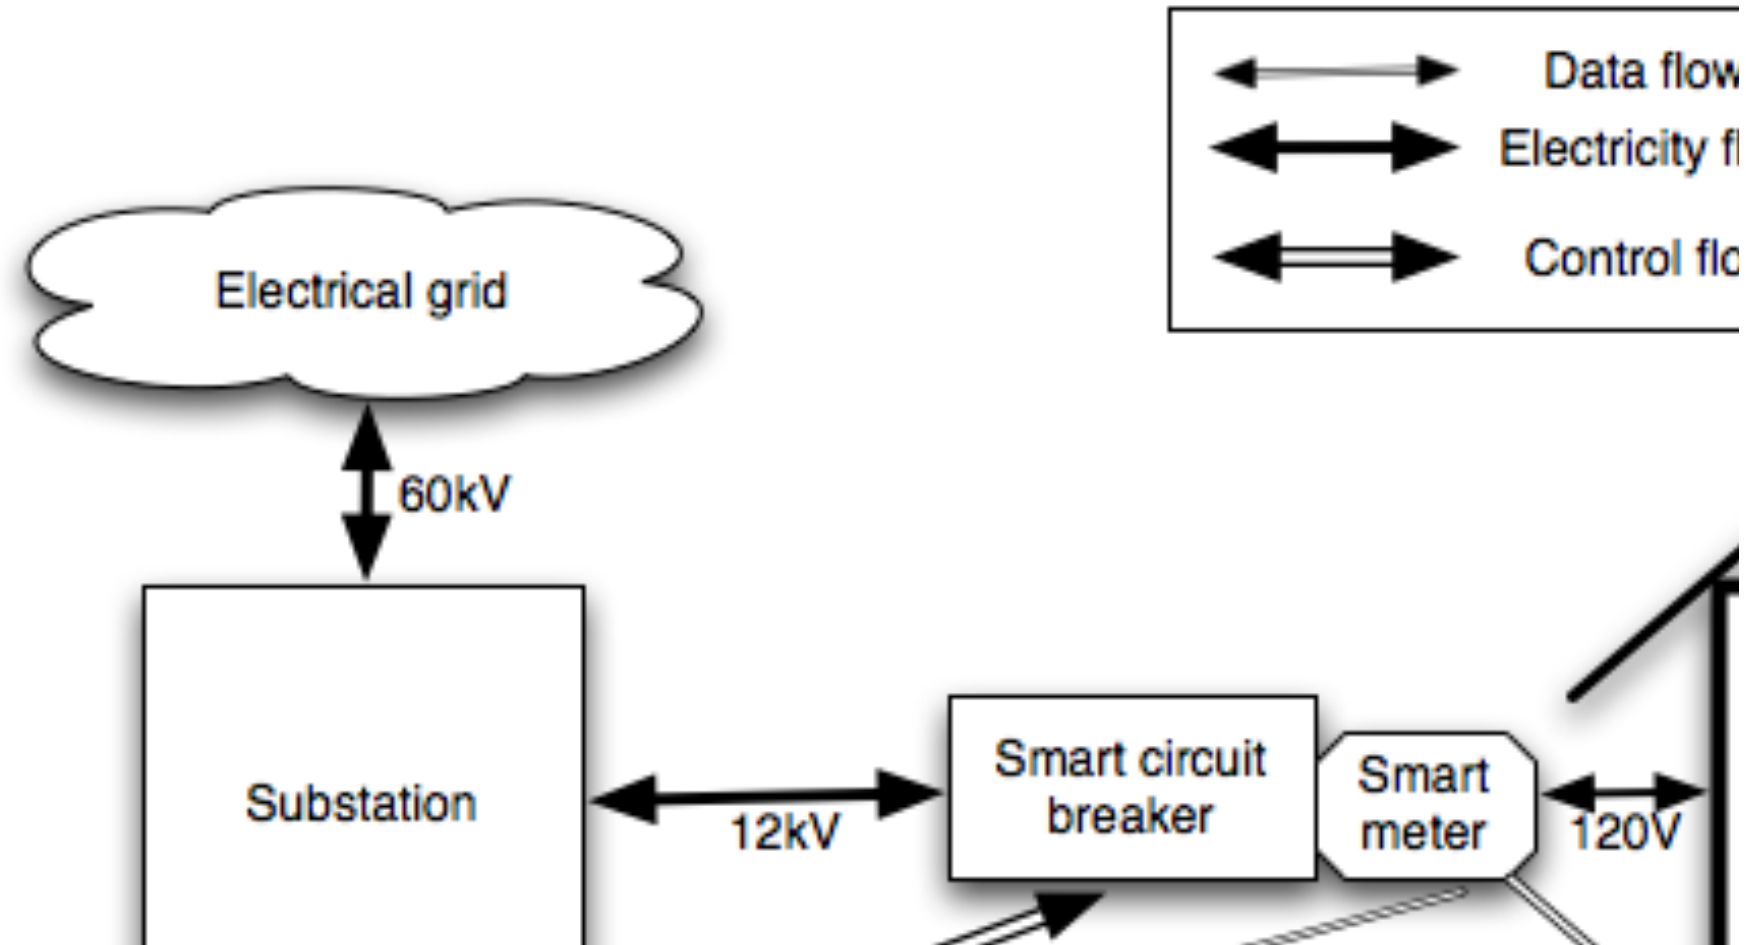 Data flow
Electricity fl
Control flo
Electrical grid
60kV
Substation
12kV
Smart circuit
breaker
Smart
meter
120V